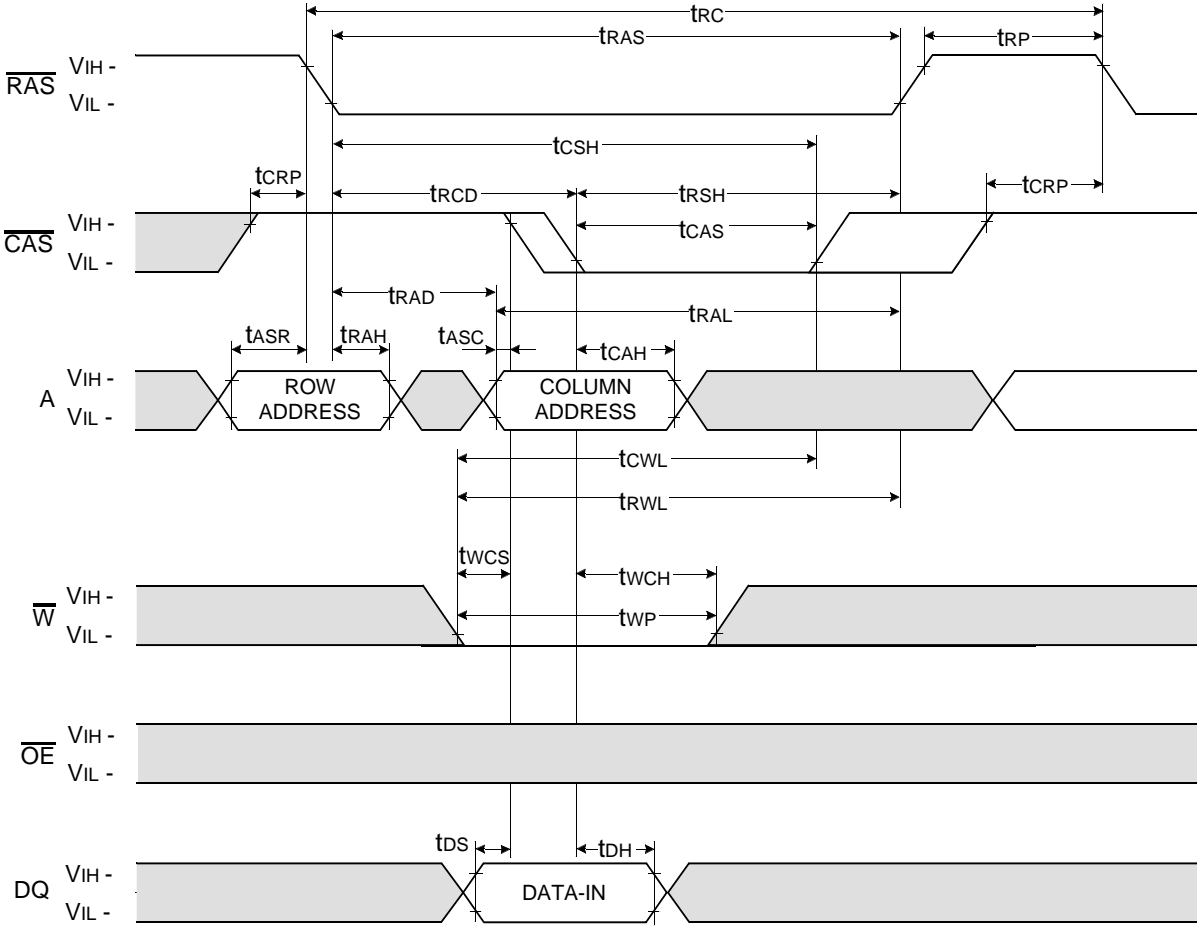 tRC
tRAS
tRP
RAS
VIH -
VIL -
tCSH
tCRP
tRCD
tRSH
tCRP
CAS
VIH -
VIL -
tCAS
tRAD
tRAL
tASR
tRAH
tASC
tCAH
A
VIH -
VIL -
ROW
ADDRESS
COLUMN
ADDRESS
tCWL
tRWL
tWCS
tWCH
W
VIH -
VIL -
tWP
OE
VIH -
VIL -
tDS
tDH
DQ
VIH -
VIL -
DATA-IN